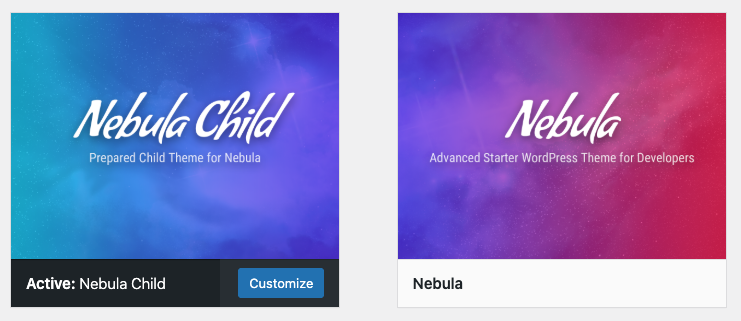 Nebula Child
Prepared Child Theme for Nebula
Active: Nebula Child
Customize
Nebula
Advanced Starter WordPress Theme for Developers
Nebula